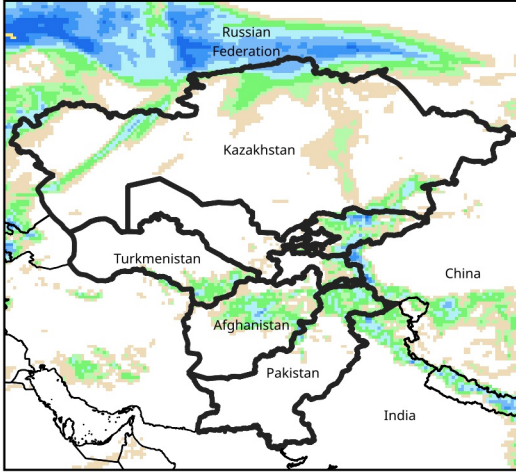 Russian
Federation
Kazakhstan
Turkmenistan
China
Afghanistan
Pakistan
India